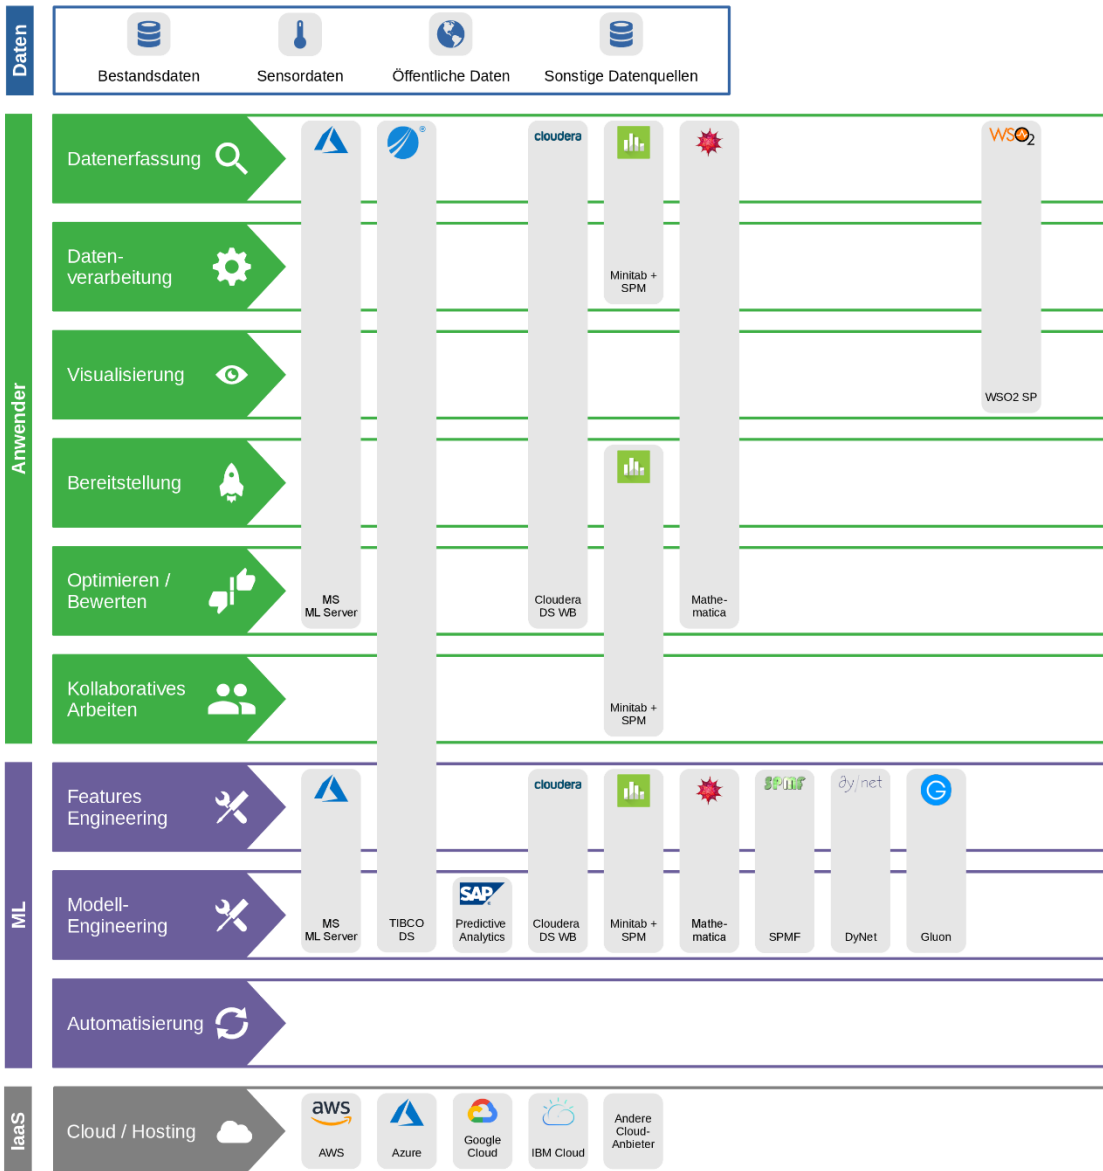 Daten
Bestandsdaten
Sensordaten
Öffentliche Daten
Sonstige Datenquellen
Anwender
Datenerfassung
cloudera
WSO2
Daten-
verarbeitung
Minitab +
SPM
Visualisierung
WSO2 SP
Bereitstellung
Optimieren /
Bewerten
MS
ML Server
Cloudera
DS WB
Mathe-
matica
Kollaboratives
Arbeiten
Minitab +
SPM
ML
Features
Engineering
cloudera
SPMF
dy/net
G
Modell-
Engineering
MS
ML Server
TIBCO
DS
SAP
Predictive
Analytics
Cloudera
DS WB
Minitab +
SPM
Mathe-
matica
SPMF
DyNet
Gluon
Automatisierung
IaaS
Cloud / Hosting
aws
AWS
Azure
Google
Cloud
IBM Cloud
Andere
Cloud-
Anbieter